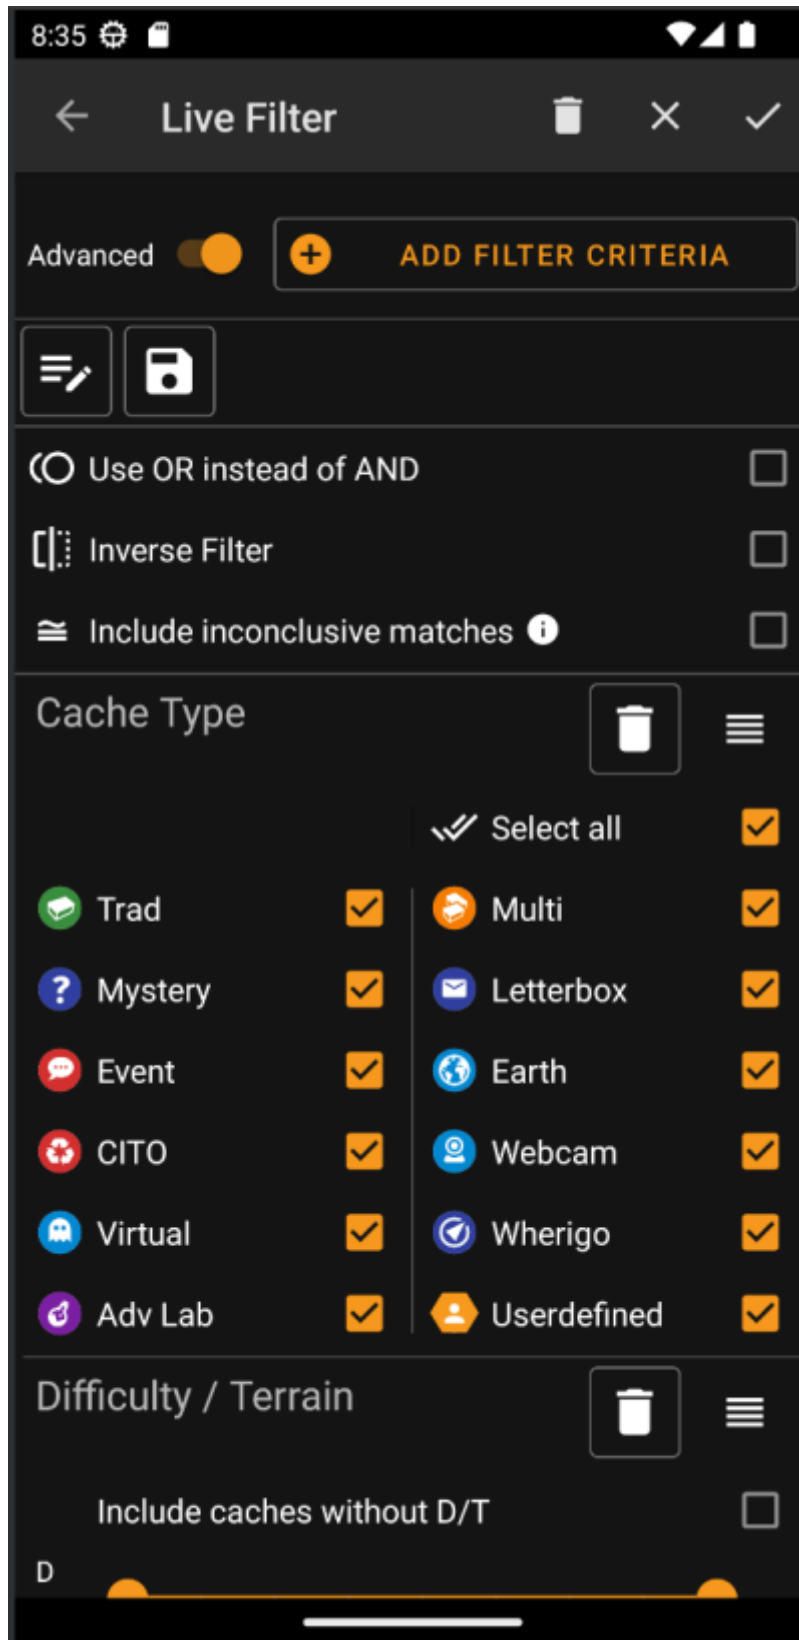 8:35
Live Filter
Advanced
ADD FILTER CRITERIA
Use OR instead of AND
Inverse Filter
Include inconclusive matches
Cache Type
Select all
Trad
Multi
Mystery
Letterbox
Event
Earth
CITO
Webcam
Virtual
Wherigo
Adv Lab
Userdefined
Difficulty / Terrain
Include caches without D/T
D